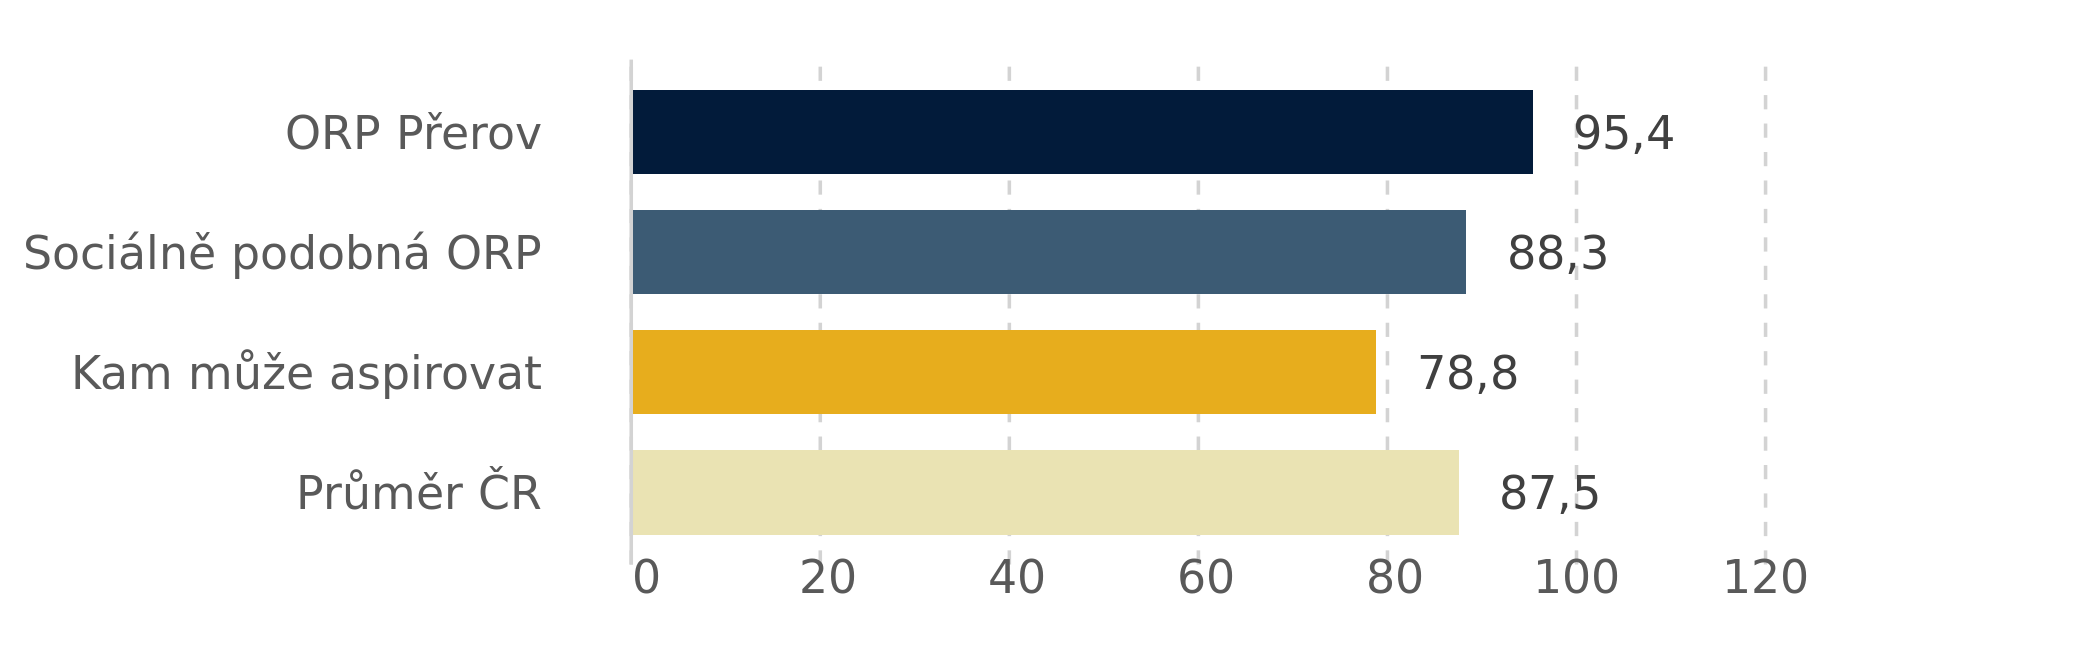 ORP Přerov 95,4
Sociálně podobná ORP 88,3
Kam může aspirovat 78,8
Průměr ČR 87,5
0 20 40 60 80 100 120